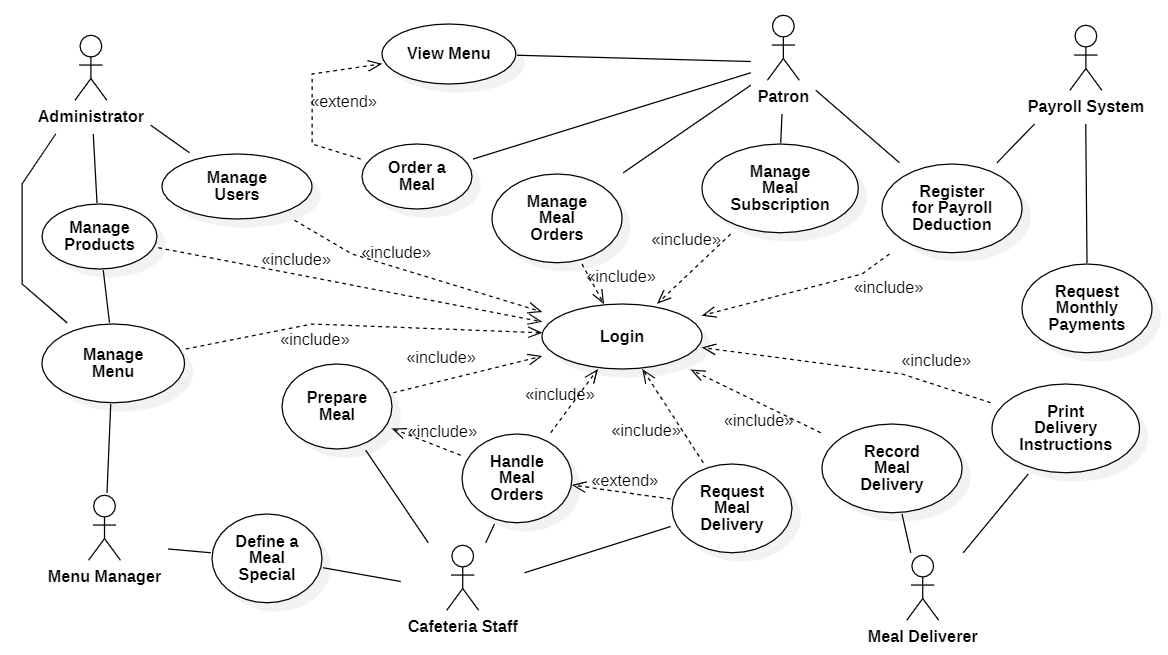 View Menu
Administrator
Patron
Payroll System
«extend»
Manage
Users
Order a
Meal
Manage
Meal
Orders
Manage
Meal
Subscription
Register
for Payroll
Deduction
Manage
Products
«include»
«include»
«include»
«include»
«include»
Request
Monthly
Payments
Login
Manage
Menu
«include»
«include»
«include»
Prepare
Meal
«include»
«include»
«include»
«include»
Print
Delivery
Instructions
Handle
Meal
Orders
«extend»
Request
Meal
Delivery
Record
Meal
Delivery
Define a
Meal
Special
Menu Manager
Cafeteria Staff
Meal Deliverer